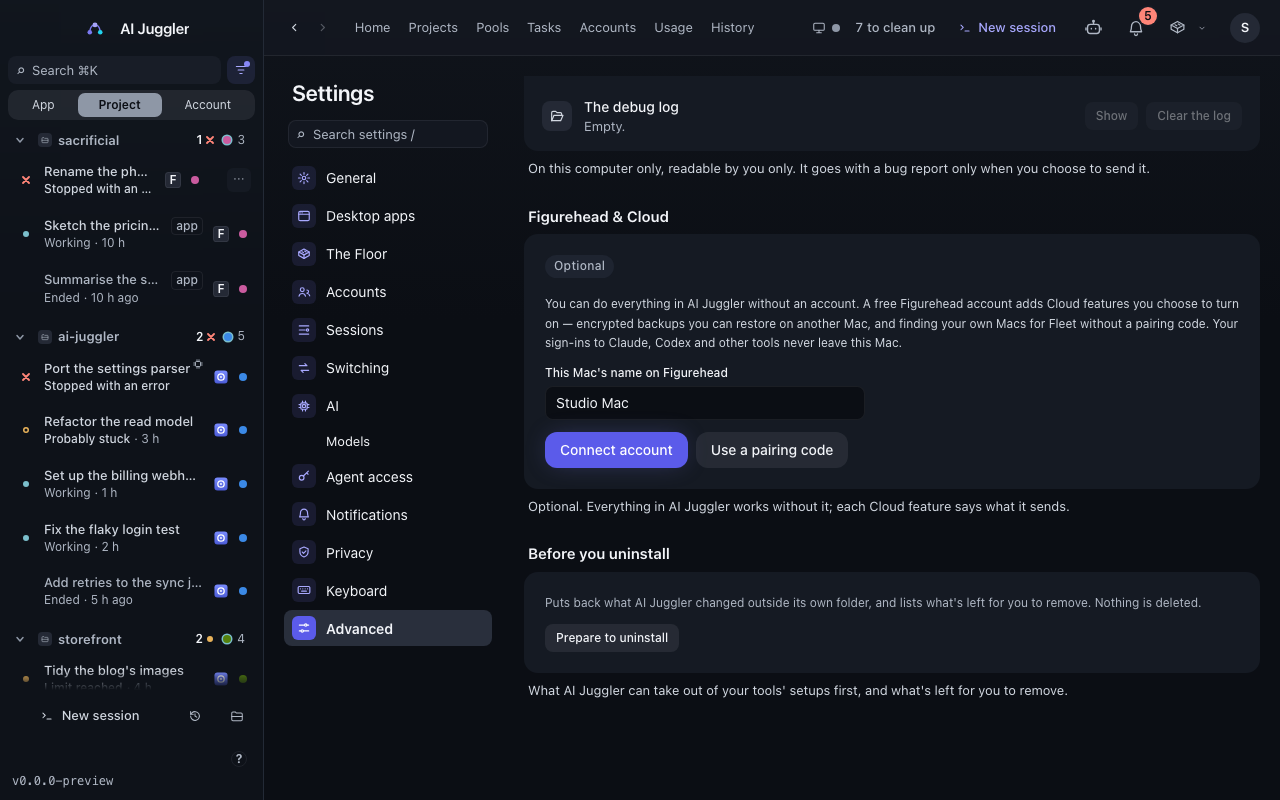 AI Juggler
Search ⌘K
App Project Account
sacrificial 1 3
Rename the ph... F
Stopped with an ...
Sketch the pricin... app F
Working · 10 h
Summarise the s... app F
Ended · 10 h ago
ai-juggler 2 5
Port the settings parser
Stopped with an error
Refactor the read model
Probably stuck · 3 h
Set up the billing webh...
Working · 1 h
Fix the flaky login test
Working · 2 h
Add retries to the sync j...
Ended · 5 h ago
storefront 2 4
Tidy the blog's images
Limit reached · 4 h
New session
?
v0.0.0-preview
Home Projects Pools Tasks Accounts Usage History
7 to clean up
New session
5
S
Settings
Search settings /
General
Desktop apps
The Floor
Accounts
Sessions
Switching
AI
Models
Agent access
Notifications
Privacy
Keyboard
Advanced
The debug log
Empty.
Show Clear the log
On this computer only, readable by you only. It goes with a bug report only when you choose to send it.
Figurehead & Cloud
Optional
You can do everything in AI Juggler without an account. A free Figurehead account adds Cloud features you choose to turn
on — encrypted backups you can restore on another Mac, and finding your own Macs for Fleet without a pairing code. Your
sign-ins to Claude, Codex and other tools never leave this Mac.
This Mac's name on Figurehead
Studio Mac
Connect account Use a pairing code
Optional. Everything in AI Juggler works without it; each Cloud feature says what it sends.
Before you uninstall
Puts back what AI Juggler changed outside its own folder, and lists what's left for you to remove. Nothing is deleted.
Prepare to uninstall
What AI Juggler can take out of your tools' setups first, and what's left for you to remove.